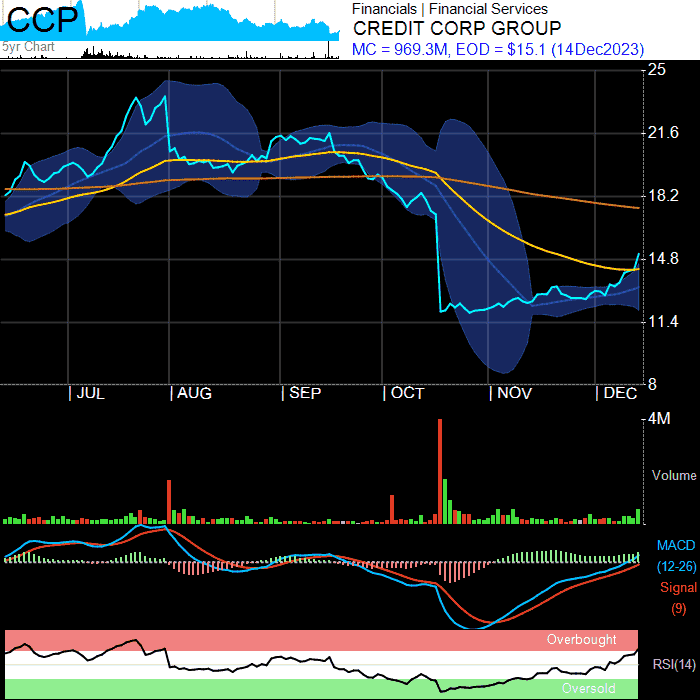 CCP
5yr Chart
Financials | Financial Services
CREDIT CORP GROUP
MC = 969.3M, EOD = $15.1 (14Dec2023)
25
21.6
18.2
14.8
11.4
8
| JUL | AUG | SEP | OCT | NOV | DEC
4M
Volume
MACD
(12-26)
Signal
(9)
Overbought
RSI(14)
Oversold